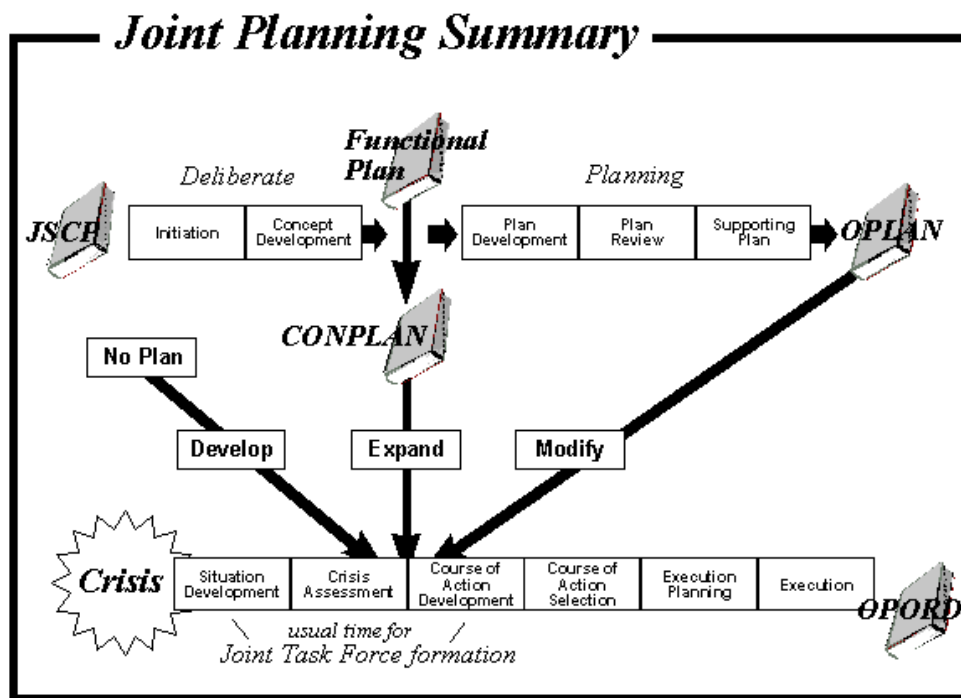 Joint Planning Summary
Functional
Plan
Deliberate
Planning
JSCP
Initiation
Concept
Development
Plan
Development
Plan
Review
Supporting
Plan
OPLAN
CONPLAN
No Plan
Develop
Expand
Modify
Crisis
Situation
Development
Crisis
Assessment
Course of
Action
Development
Course of
Action
Selection
Execution
Planning
Execution
OPORD
usual time for
Joint Task Force formation